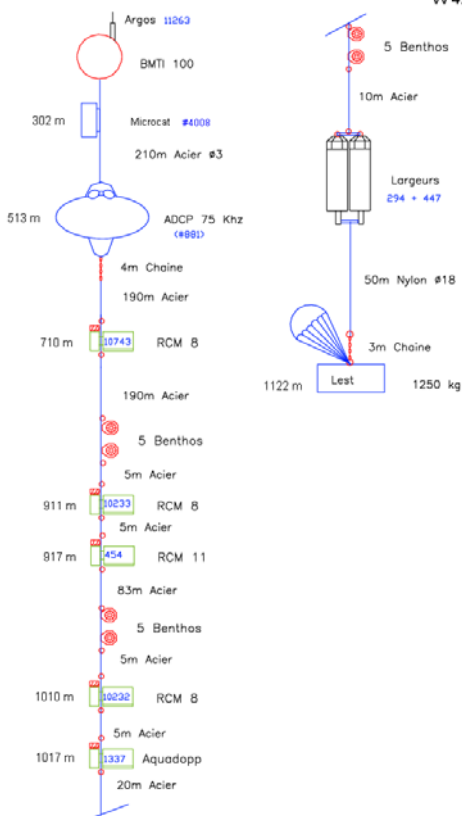 Argos 11263
BMTI 100
302 m
Microcat #4008
210m Acier ø3
513 m
ADCP 75 Khz
(#881)
4m Chaine
190m Acier
710 m
10743
RCM 8
190m Acier
5 Benthos
5m Acier
911 m
10233
RCM 8
5m Acier
917 m
454
RCM 11
83m Acier
5 Benthos
5m Acier
1010 m
10232
RCM 8
5m Acier
1017 m
1337
Aquadopp
20m Acier
5 Benthos
10m Acier
Largeurs
294 + 447
50m Nylon ø18
3m Chaine
1122 m
Lest
1250 kg